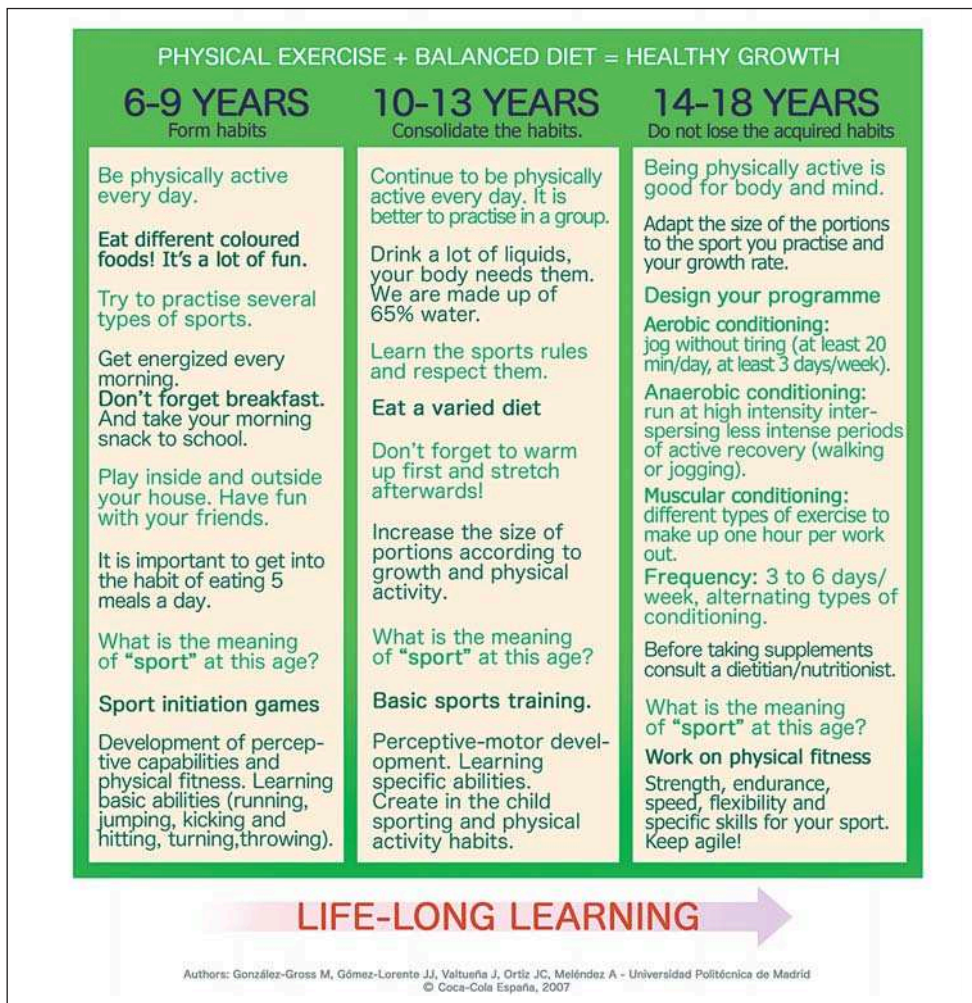 PHYSICAL EXERCISE + BALANCED DIET = HEALTHY GROWTH
6-9 YEARS
Form habits
Be physically active
every day.
Eat different coloured
foods! It's a lot of fun.
Try to practise several
types of sports.
Get energized every
morning.
Don't forget breakfast.
And take your morning
snack to school.
Play inside and outside
your house. Have fun
with your friends.
It is important to get into
the habit of eating 5
meals a day.
What is the meaning
of "sport" at this age?
Sport initiation games
Development of percep-
tive capabilities and
physical fitness. Learning
basic abilities (running,
jumping, kicking and
hitting, turning,throwing).
10-13 YEARS
Consolidate the habits.
Continue to be physically
active every day. It is
better to practise in a group.
Drink a lot of liquids,
your body needs them.
We are made up of
65% water.
Learn the sports rules
and respect them.
Eat a varied diet
Don't forget to warm
up first and stretch
afterwards!
Increase the size of
portions according to
growth and physical
activity.
What is the meaning
of "sport" at this age?
Basic sports training.
Perceptive-motor devel-
opment. Learning
specific abilities.
Create in the child
sporting and physical
activity habits.
14-18 YEARS
Do not lose the acquired habits
Being physically active is
good for body and mind.
Adapt the size of the portions
to the sport you practise and
your growth rate.
Design your programme
Aerobic conditioning:
jog without tiring (at least 20
min/day, at least 3 days/week).
Anaerobic conditioning:
run at high intensity inter-
spersing less intense periods
of active recovery (walking
or jogging).
Muscular conditioning:
different types of exercise to
make up one hour per work
out.
Frequency: 3 to 6 days/
week, alternating types of
conditioning.
Before taking supplements
consult a dietitian/nutritionist.
What is the meaning
of "sport" at this age?
Work on physical fitness
Strength, endurance,
speed, flexibility and
specific skills for your sport.
Keep agile!
LIFE-LONG LEARNING
Authors: González-Gross M, Gómez-Lorente JJ, Valtueña J, Ortiz JC, Meléndez A - Universidad Politécnica de Madrid
© Coca-Cola España, 2007